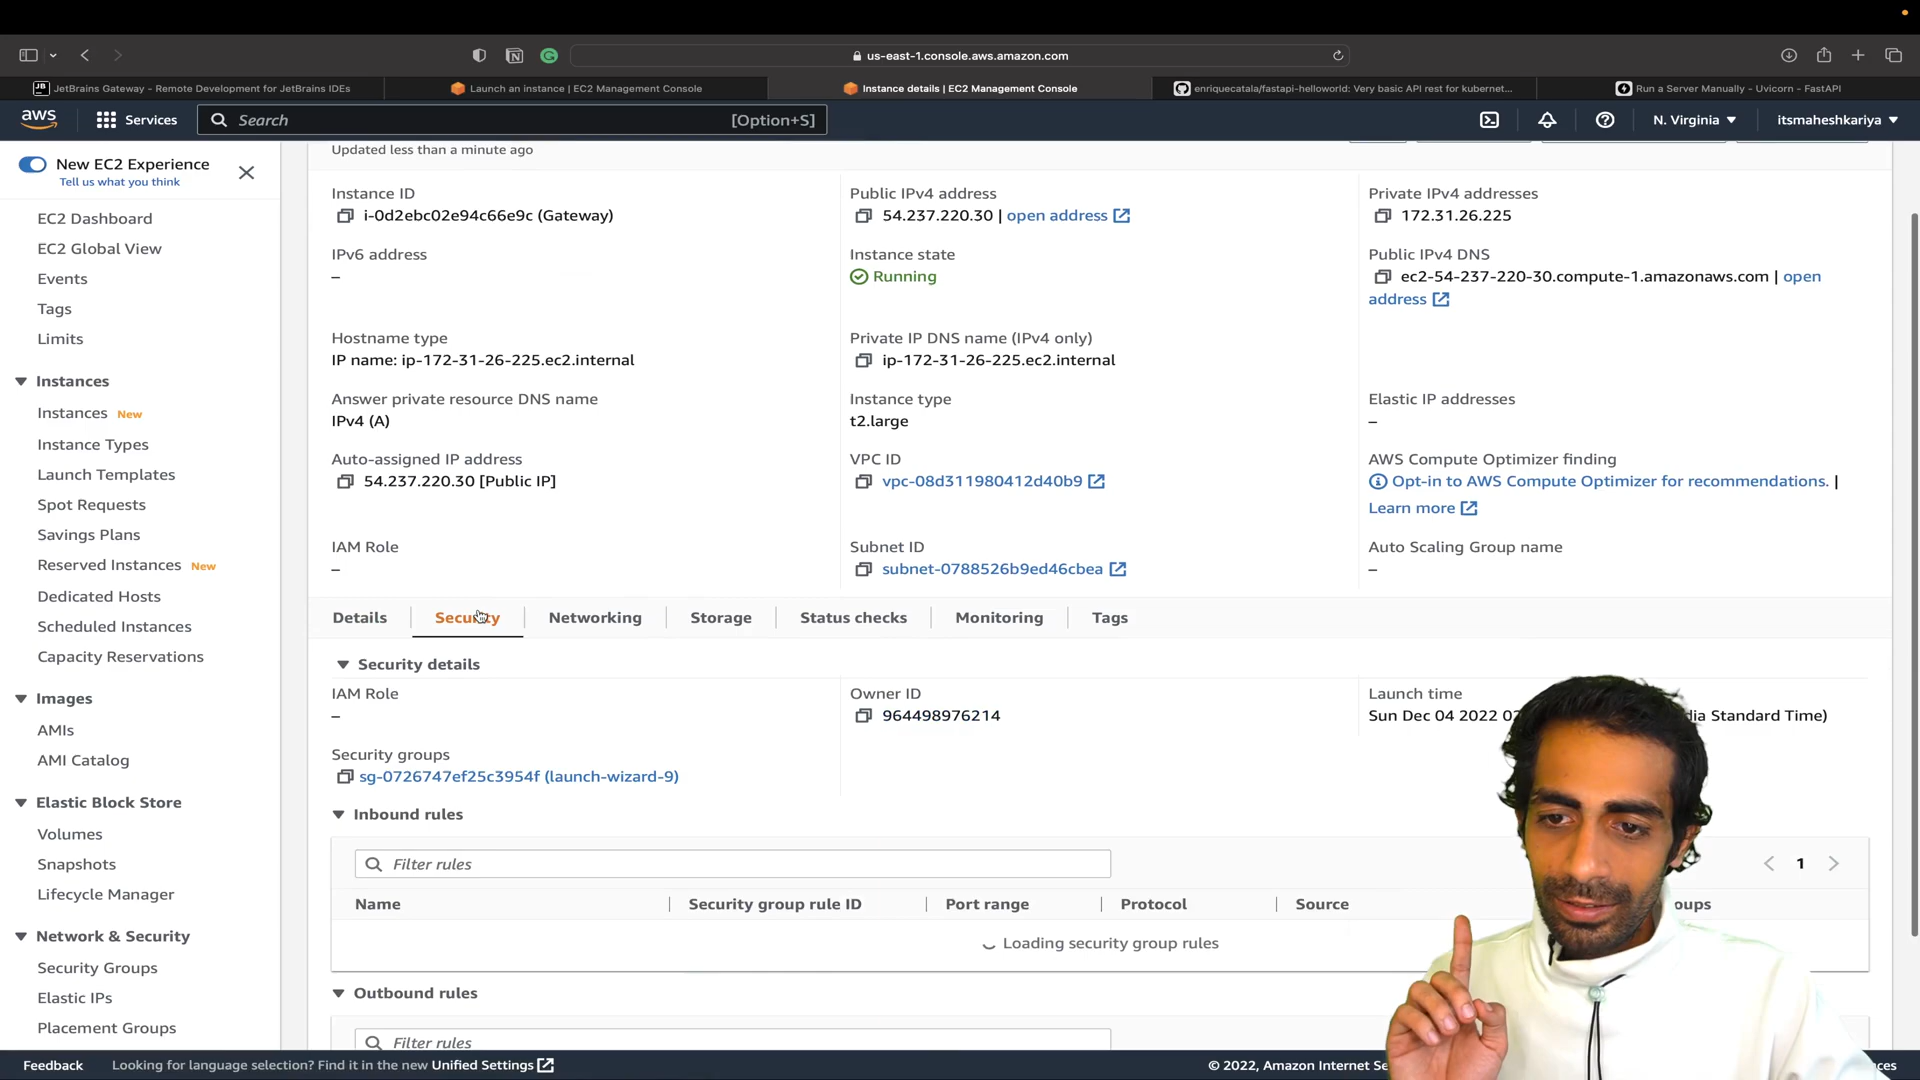 us-east-1.console.aws.amazon.com
JetBrains Gateway - Remote Development for JetBrains IDEs
Launch an instance | EC2 Management Console
Instance details | EC2 Management Console
enriquecatala/fastapi-helloworld: Very basic API rest for kubernet...
Run a Server Manually - Uvicorn - FastAPI
aws
Services
Search
[Option+S]
N. Virginia
itsmaheshkariya
New EC2 Experience
Tell us what you think
EC2 Dashboard
EC2 Global View
Events
Tags
Limits
Instances
Instances New
Instance Types
Launch Templates
Spot Requests
Savings Plans
Reserved Instances New
Dedicated Hosts
Scheduled Instances
Capacity Reservations
Images
AMIs
AMI Catalog
Elastic Block Store
Volumes
Snapshots
Lifecycle Manager
Network & Security
Security Groups
Elastic IPs
Placement Groups
Updated less than a minute ago
Instance ID
i-0d2ebc02e94c66e9c (Gateway)
Public IPv4 address
54.237.220.30 | open address
Private IPv4 addresses
172.31.26.225
IPv6 address
–
Instance state
Running
Public IPv4 DNS
ec2-54-237-220-30.compute-1.amazonaws.com | open
address
Hostname type
IP name: ip-172-31-26-225.ec2.internal
Private IP DNS name (IPv4 only)
ip-172-31-26-225.ec2.internal
Answer private resource DNS name
IPv4 (A)
Instance type
t2.large
Elastic IP addresses
–
Auto-assigned IP address
54.237.220.30 [Public IP]
VPC ID
vpc-08d311980412d40b9
AWS Compute Optimizer finding
Opt-in to AWS Compute Optimizer for recommendations. |
Learn more
IAM Role
–
Subnet ID
subnet-0788526b9ed46cbea
Auto Scaling Group name
–
Details
Security
Networking
Storage
Status checks
Monitoring
Tags
Security details
IAM Role
–
Owner ID
964498976214
Launch time
Sun Dec 04 2022 Standard Time)
Security groups
sg-0726747ef25c3954f (launch-wizard-9)
Inbound rules
Filter rules
1
Name
Security group rule ID
Port range
Protocol
Source
Loading security group rules
Outbound rules
Filter rules
Feedback
Looking for language selection? Find it in the new Unified Settings
© 2022, Amazon Internet